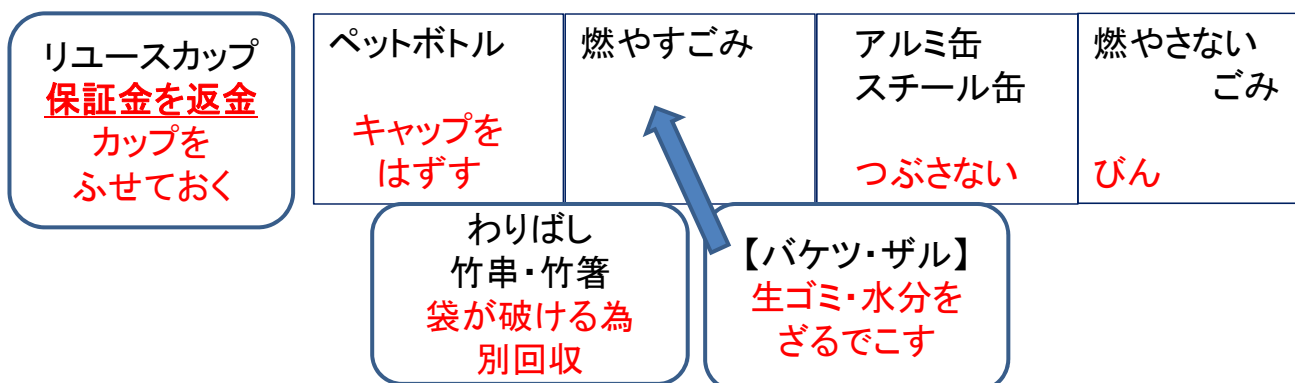 リユースカップ
保証金を返金
カップを
ふせておく
ペットボトル
キャップを
はずす
燃やすごみ
アルミ缶
スチール缶
つぶさない
燃やさない
ごみ
びん
わりばし
竹串・竹箸
袋が破ける為
別回収
【バケツ・ザル】
生ゴミ・水分を
ざるでこす